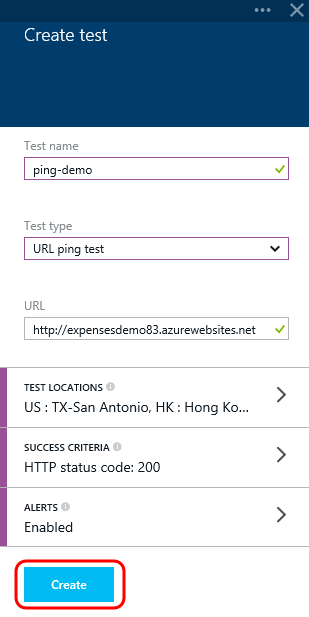 Create test
Test name
ping-demo
Test type
URL ping test
URL
http://expensesdemo83.azurewebsites.net
TEST LOCATIONS
US : TX-San Antonio, HK : Hong Ko...
SUCCESS CRITERIA
HTTP status code: 200
ALERTS
Enabled
Create